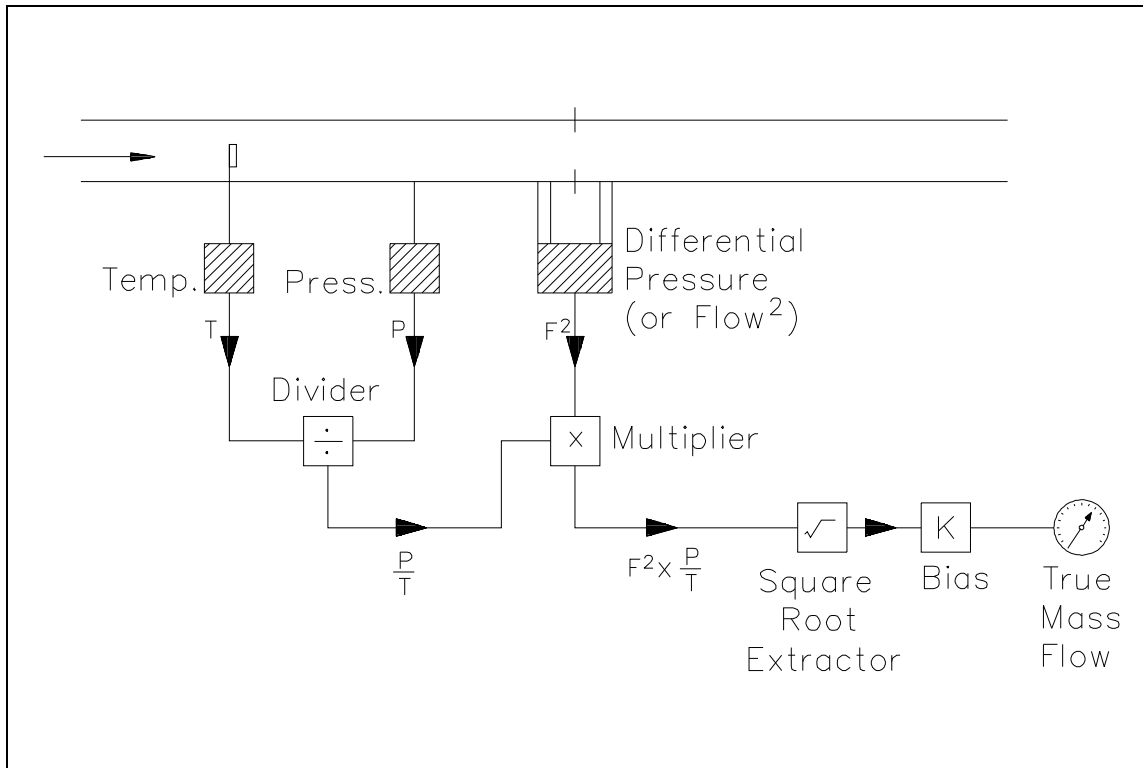 Differential
Pressure
(or Flow²)
Temp.
Press.
T
P
F²
Divider
÷
x
Multiplier
P/T
F² x P/T
√
K
Square
Root
Extractor
Bias
True
Mass
Flow